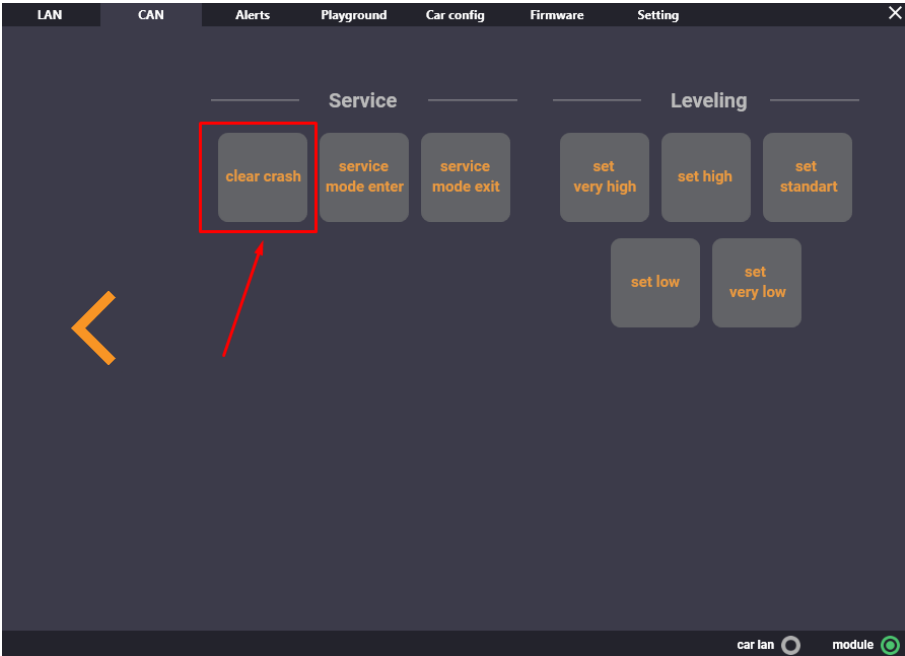 LAN CAN Alerts Playground Car config Firmware Setting
Service
clear crash
service
mode enter
service
mode exit
Leveling
set
very high
set high
set
standart
set low
set
very low
car lan module